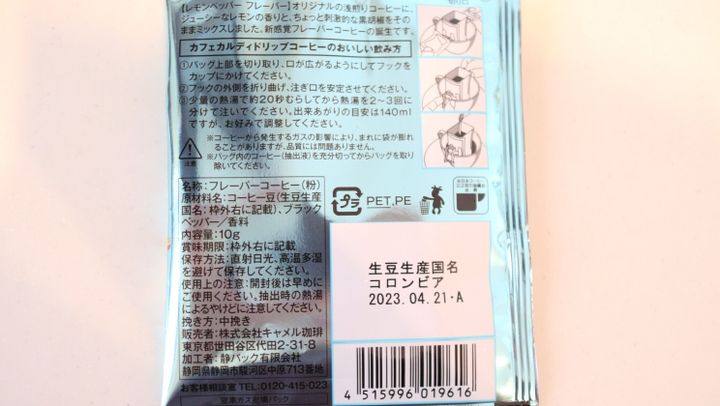 【レモンペッパー フレーバー】オリジナルの浅煎りコーヒーに、
ジューシーなレモンの香りと、ちょっと刺激的な黒胡椒をその
ままミックスしました。新感覚フレーバーコーヒーの誕生です。
カフェカルディドリップコーヒーのおいしい飲み方
①バッグ上部を切り取り、口が広がるようにしてフックを
カップにかけてください。
②フックの外側を折り曲げ、注ぎ口を安定させてください。
③少量の熱湯で約20秒むらしてから熱湯を2〜3回に
分けて注いでください。出来あがりの目安は140ml
ですが、お好みで調整してください。
注意
※コーヒーから発生するガスの影響により、まれに袋が膨れ
ることがありますが、品質には問題ありません。
※バッグ内のコーヒー(抽出液)を充分切ってからバッグを取り
除いてください。
名称:フレーバーコーヒー(粉)
原材料名:コーヒー豆(生豆生産
国名:枠外右に記載)、ブラック
ペッパー/香料
内容量:10g
賞味期限:枠外右に記載
保存方法:直射日光、高温多湿
を避けて保存してください。
使用上の注意:開封後は早めに
ご使用ください。抽出時の熱湯
によるやけどに注意してください。
挽き方:中挽き
販売者:株式会社キャメル珈琲
東京都世田谷区代田2-31-8
加工者:静パック有限会社
静岡県静岡市駿河区中原713番地
お客様相談室 TEL:0120-415-023
窒素ガス充填パック
プラ
PET,PE
生豆生産国名
コロンビア
2023.04.21・A
4 515996 019616